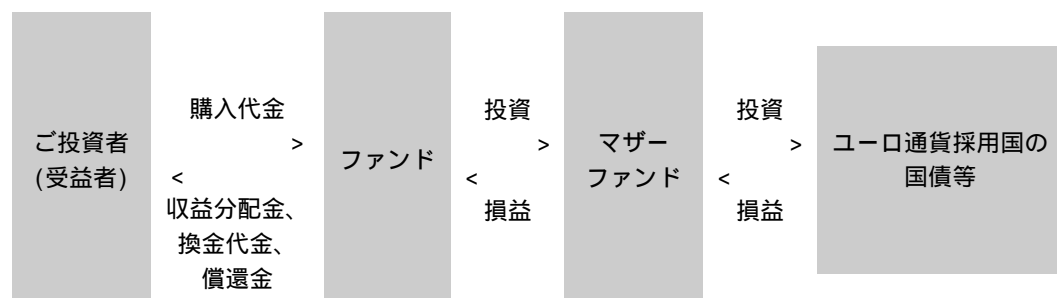 ご投資者
(受益者)
購入代金
>
<
収益分配金、
換金代金、
償還金
ファンド
投資
>
<
損益
マザー
ファンド
投資
>
<
損益
ユーロ通貨採用国の
国債等